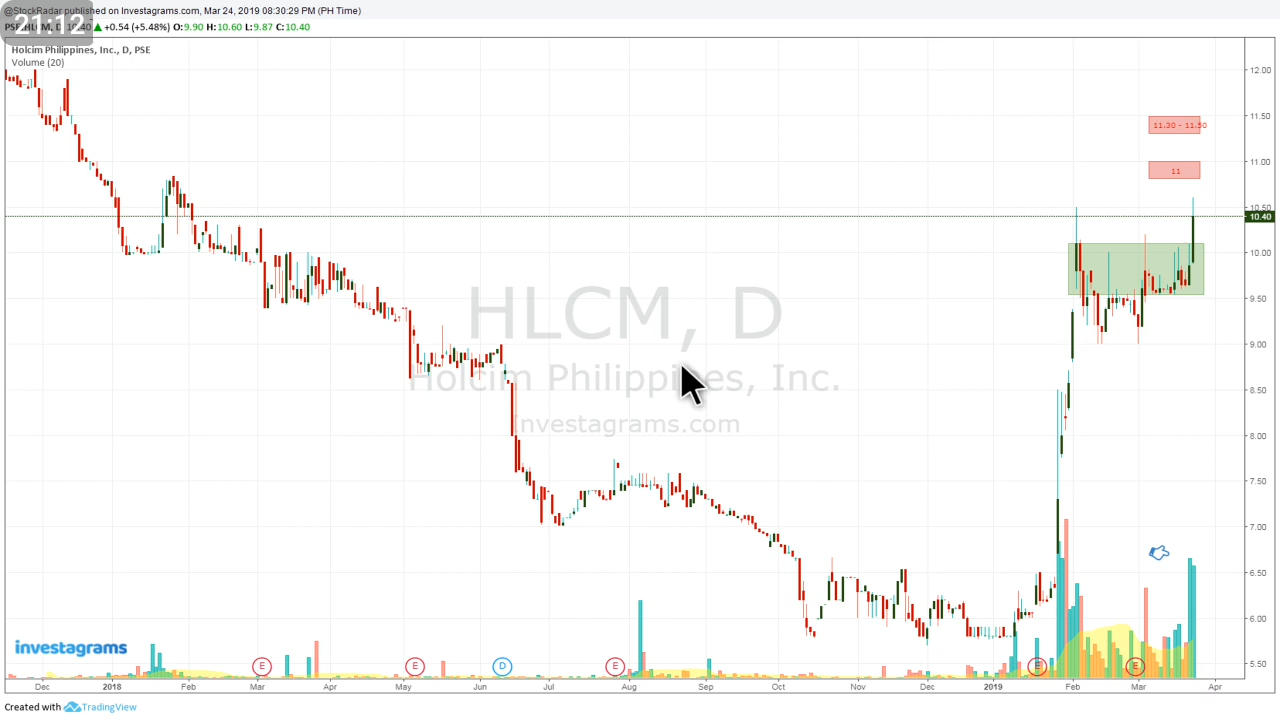 @StockRadar published on Investagrams.com, Mar 24, 2019 08:30:29 PM (PH Time)
PSE:HLCM, D 10.40 ▲ +0.54 (+5.48%) O:9.90 H:10.60 L:9.87 C:10.40
21:12
Holcim Philippines, Inc., D, PSE
Volume (20)
12.00
11.50
11.00
10.50
10.40
10.00
9.50
9.00
8.50
8.00
7.50
7.00
6.50
6.00
5.50
11.30 - 11.50
11
HLCM, D
Holcim Philippines, Inc.
Investagrams.com
investagrams
E E D E E E
Dec 2018 Feb Mar Apr May Jun Jul Aug Sep Oct Nov Dec 2019 Feb Mar Apr
Created with TradingView